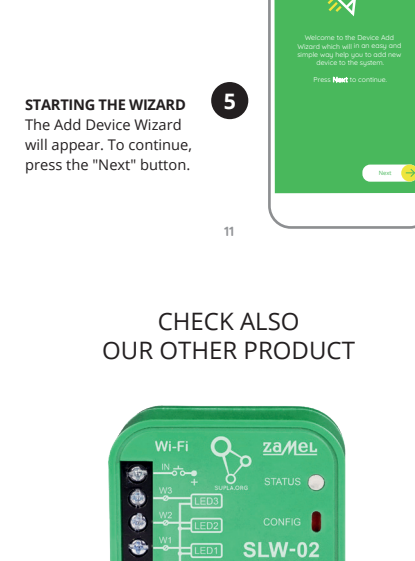 Welcome to the Device Add
Wizard which will in an easy and
simple way help you to add new
device to the system.
Press Next to continue.
STARTING THE WIZARD
The Add Device Wizard
will appear. To continue,
press the "Next" button.
5
Next
11
CHECK ALSO
OUR OTHER PRODUCT
Wi-Fi
zamel
IN
+
SUPLA.ORG
STATUS
W3
LED3
W2
LED2
CONFIG
W1
LED1
SLW-02